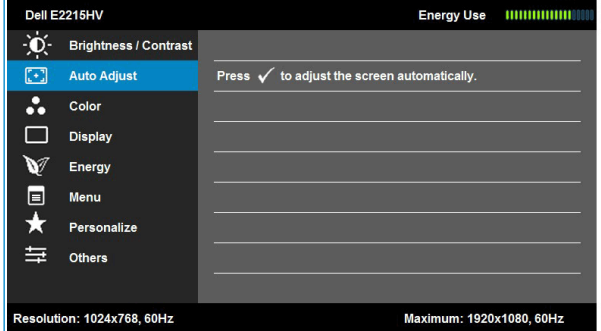 Dell E2215HV Energy Use
Brightness / Contrast
Auto Adjust Press ✓ to adjust the screen automatically.
Color
Display
Energy
Menu
Personalize
Others
Resolution: 1024x768, 60Hz Maximum: 1920x1080, 60Hz